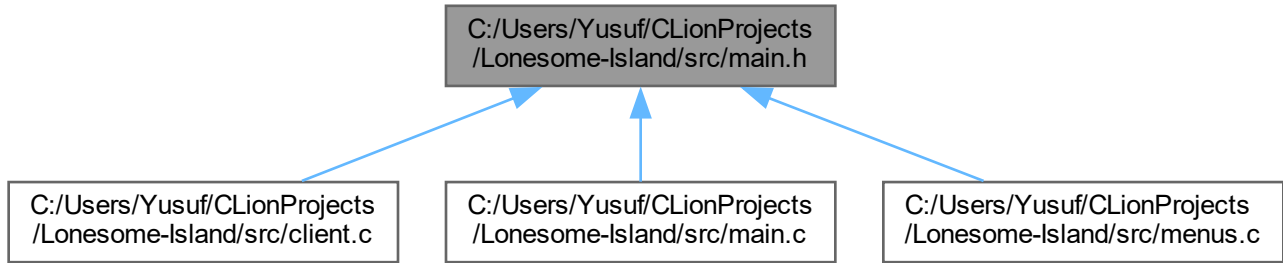 C:/Users/Yusuf/CLionProjects
/Lonesome-Island/src/main.h
C:/Users/Yusuf/CLionProjects
/Lonesome-Island/src/client.c
C:/Users/Yusuf/CLionProjects
/Lonesome-Island/src/main.c
C:/Users/Yusuf/CLionProjects
/Lonesome-Island/src/menus.c